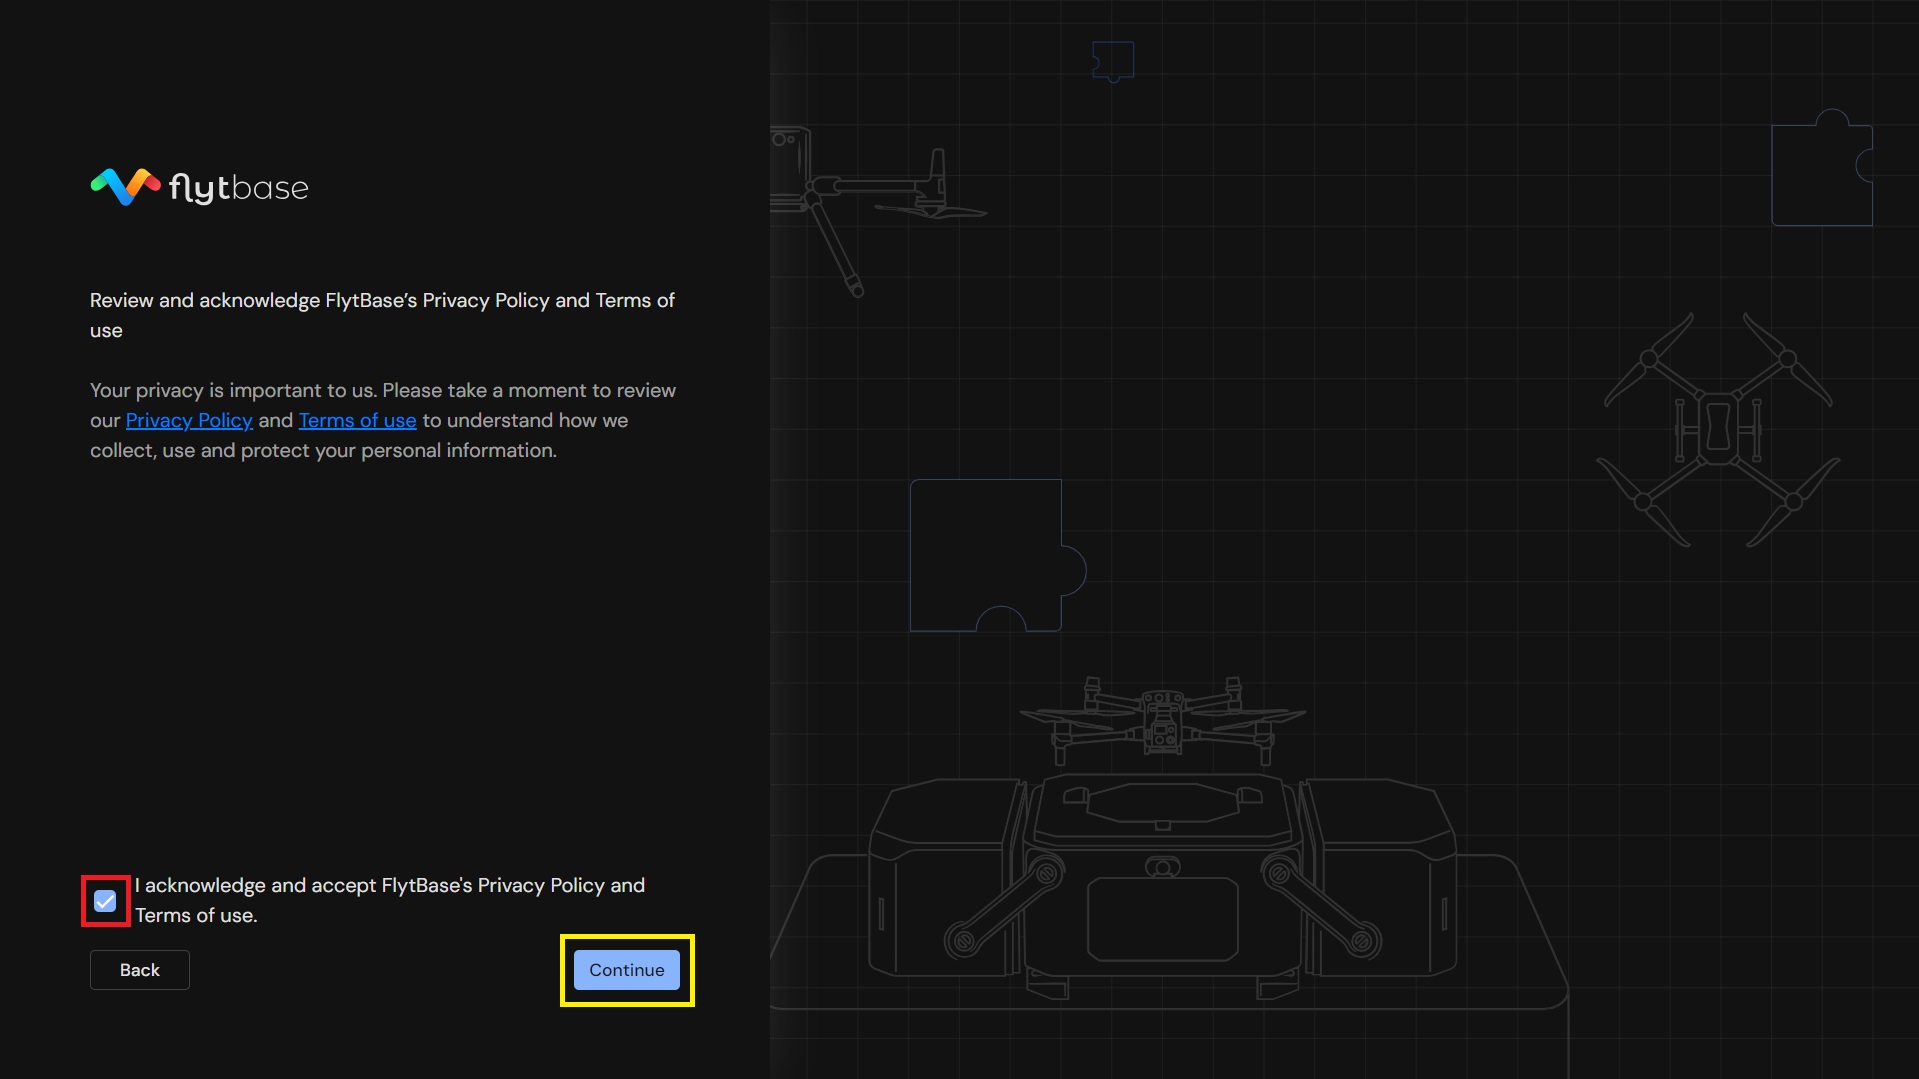 flytbase
Review and acknowledge FlytBase’s Privacy Policy and Terms of
use
Your privacy is important to us. Please take a moment to review
our Privacy Policy and Terms of use to understand how we
collect, use and protect your personal information.
I acknowledge and accept FlytBase's Privacy Policy and
Terms of use.
Back
Continue